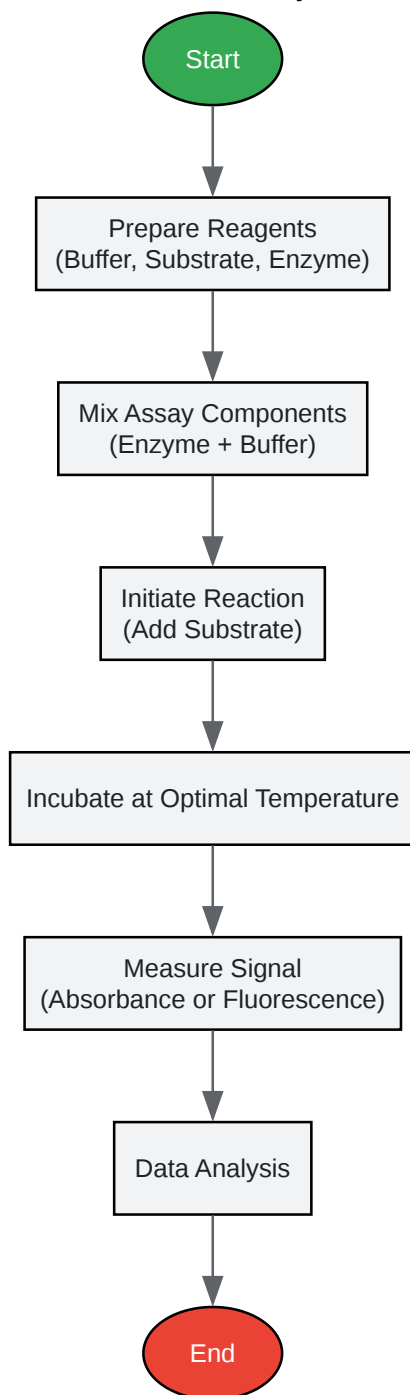 Start
Prepare Reagents
(Buffer, Substrate, Enzyme)
Mix Assay Components
(Enzyme + Buffer)
Initiate Reaction
(Add Substrate)
Incubate at Optimal Temperature
Measure Signal
(Absorbance or Fluorescence)
Data Analysis
End